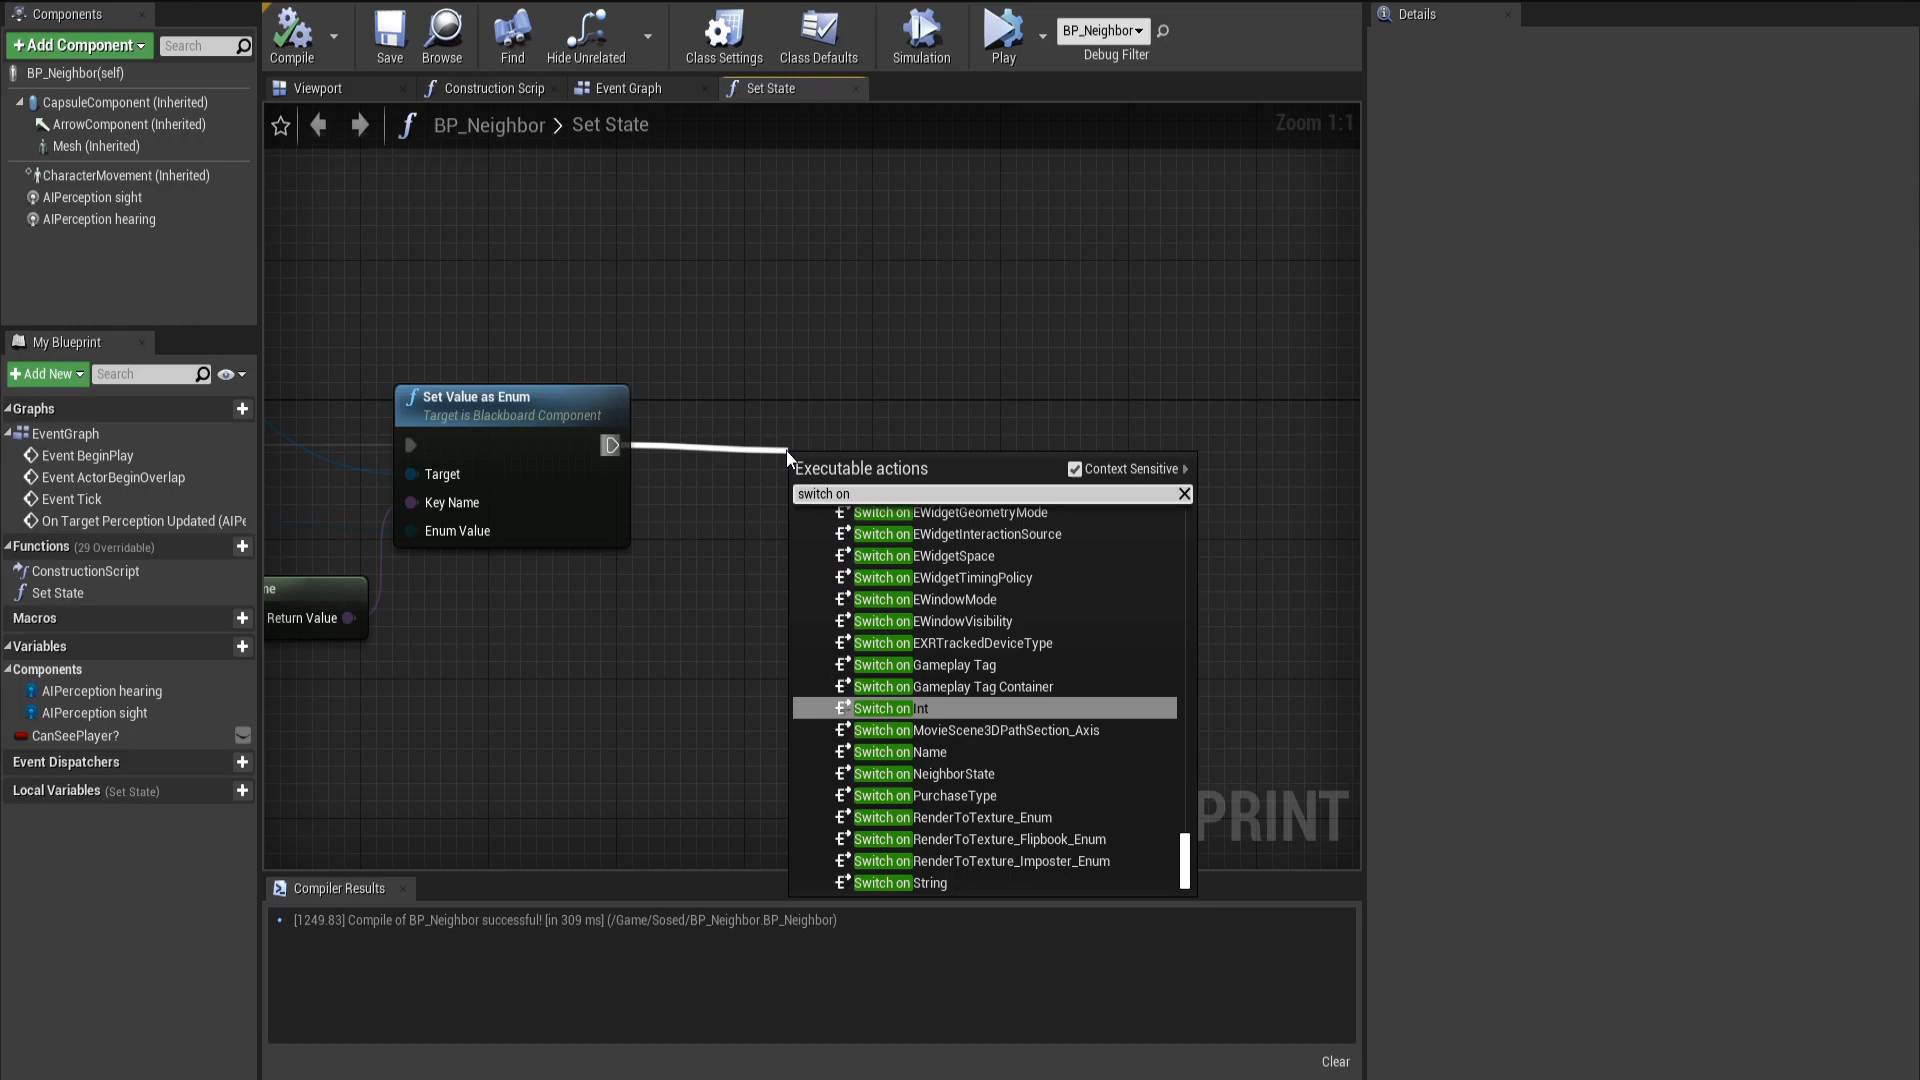 Components
Details
Add Component
Search
BP_Neighbor(self)
CapsuleComponent (Inherited)
ArrowComponent (Inherited)
Mesh (Inherited)
CharacterMovement (Inherited)
AIPerception sight
AIPerception hearing
Compile
Save
Browse
Find
Hide Unrelated
Class Settings
Class Defaults
Simulation
Play
BP_Neighbor
Debug Filter
Viewport
Construction Scrip
Event Graph
Set State
BP_Neighbor > Set State
Zoom 1:1
My Blueprint
Add New
Search
Graphs
EventGraph
Event BeginPlay
Event ActorBeginOverlap
Event Tick
On Target Perception Updated (AIPe
Functions (29 Overridable)
ConstructionScript
Set State
Macros
Variables
Components
AIPerception hearing
AIPerception sight
CanSeePlayer?
Event Dispatchers
Local Variables (Set State)
Set Value as Enum
Target is Blackboard Component
Target
Key Name
Enum Value
ne
Return Value
Executable actions
Context Sensitive
switch on
Switch on EWidgetGeometryMode
Switch on EWidgetInteractionSource
Switch on EWidgetSpace
Switch on EWidgetTimingPolicy
Switch on EWindowMode
Switch on EWindowVisibility
Switch on EXRTrackedDeviceType
Switch on Gameplay Tag
Switch on Gameplay Tag Container
Switch on Int
Switch on MovieScene3DPathSection_Axis
Switch on Name
Switch on NeighborState
Switch on PurchaseType
Switch on RenderToTexture_Enum
Switch on RenderToTexture_Flipbook_Enum
Switch on RenderToTexture_Imposter_Enum
Switch on String
PRINT
Compiler Results
[1249.83] Compile of BP_Neighbor successful! [in 309 ms] (/Game/Sosed/BP_Neighbor.BP_Neighbor)
Clear